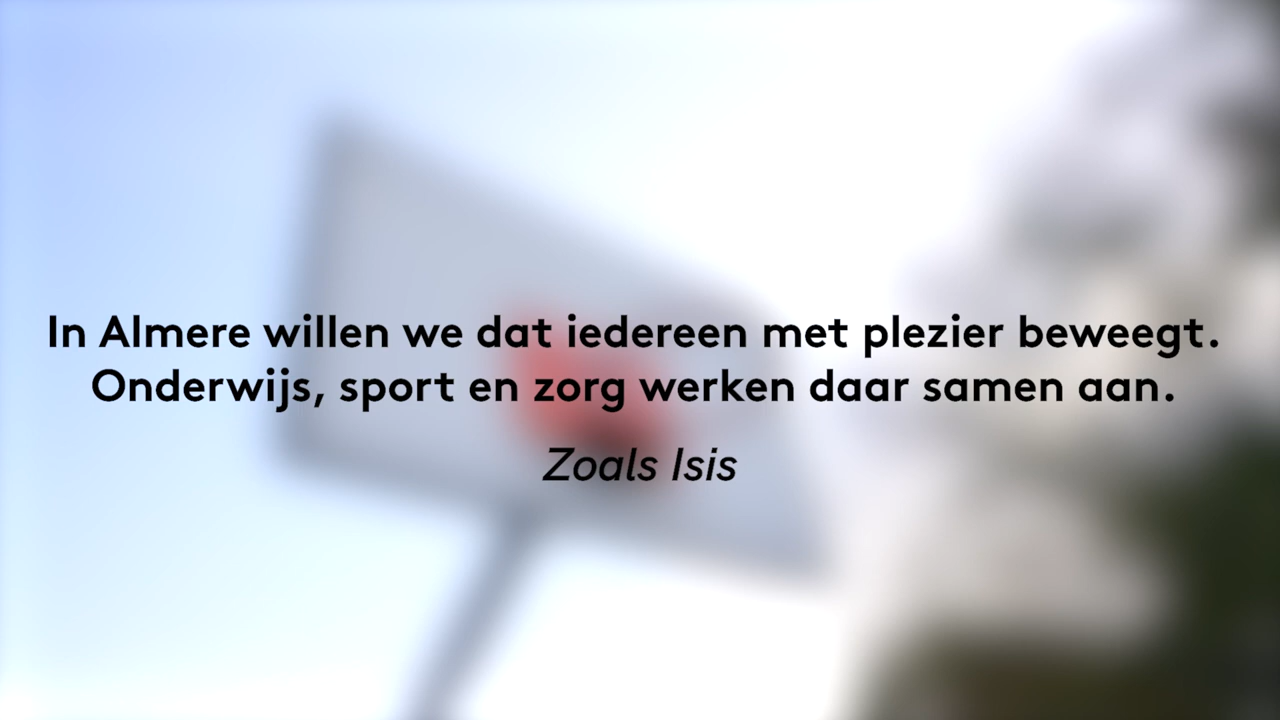 In Almere willen we dat iedereen met plezier beweegt.
Onderwijs, sport en zorg werken daar samen aan.
Zoals Isis